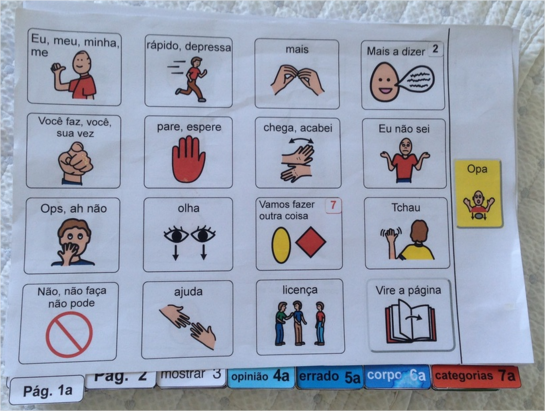 Eu, meu, minha,
me
rápido, depressa
mais
Mais a dizer 2
Você faz, você,
sua vez
pare, espere
chega, acabei
Eu não sei
Opa
Ops, ah não
olha
Vamos fazer 7
outra coisa
Tchau
Não, não faça
não pode
ajuda
licença
Vire a página
Pág. 1a
Pág. 2
mostrar 3
opinião 4a
errado 5a
corpo 6a
categorias 7a